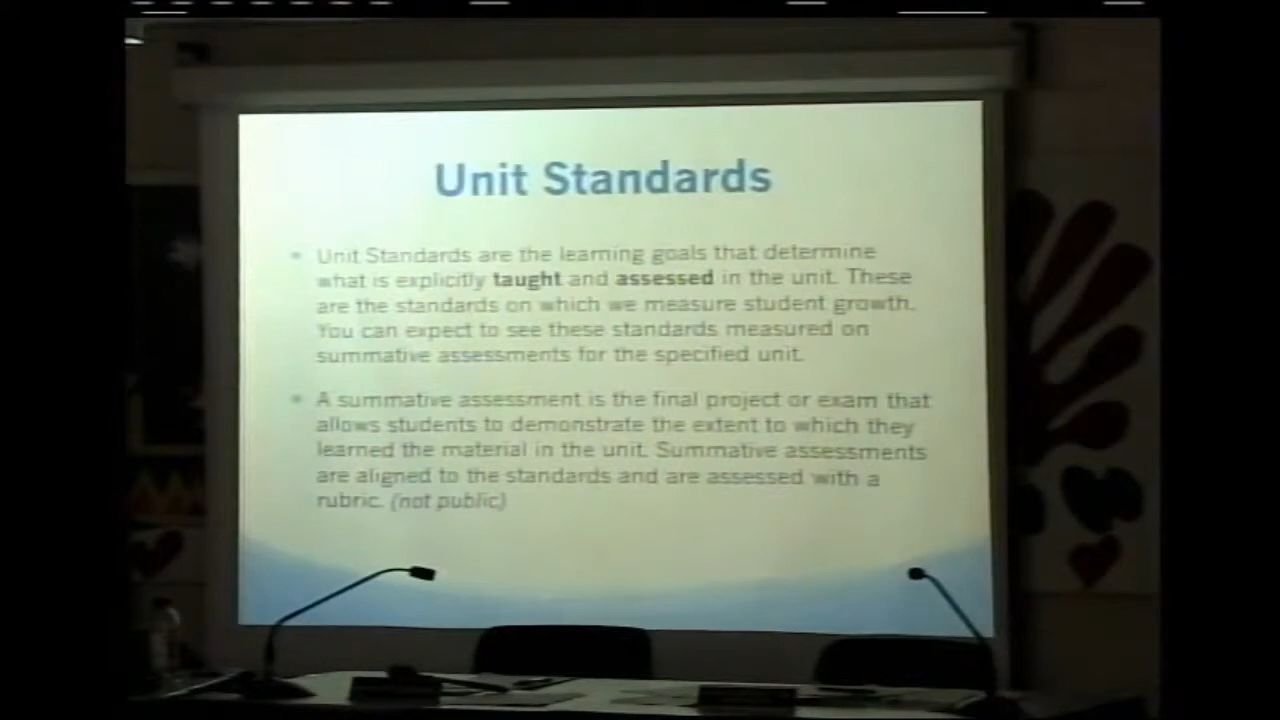 Unit Standards
• Unit Standards are the learning goals that determine
what is explicitly taught and assessed in the unit. These
are the standards on which we measure student growth.
You can expect to see these standards measured on
summative assessments for the specified unit.
• A summative assessment is the final project or exam that
allows students to demonstrate the extent to which they
learned the material in the unit. Summative assessments
are aligned to the standards and are assessed with a
rubric. (not public)